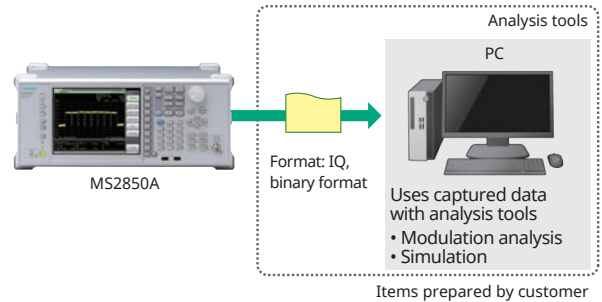 Analysis tools
PC
MS2850A
Format: IQ,
binary format
Uses captured data
with analysis tools
• Modulation analysis
• Simulation
Items prepared by customer